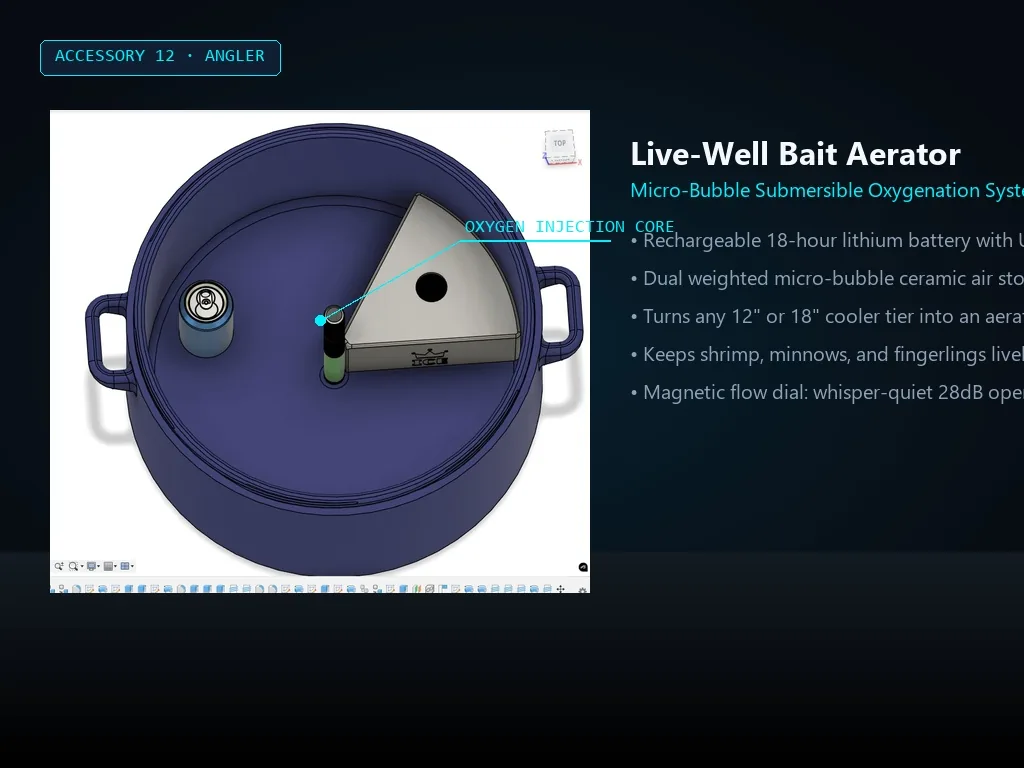 ACCESSORY 12 · ANGLER
TOP
OXYGEN INJECTION CORE
Live-Well Bait Aerator
Micro-Bubble Submersible Oxygenation Syste
• Rechargeable 18-hour lithium battery with U
• Dual weighted micro-bubble ceramic air sto
• Turns any 12" or 18" cooler tier into an aerat
• Keeps shrimp, minnows, and fingerlings livel
• Magnetic flow dial: whisper-quiet 28dB oper